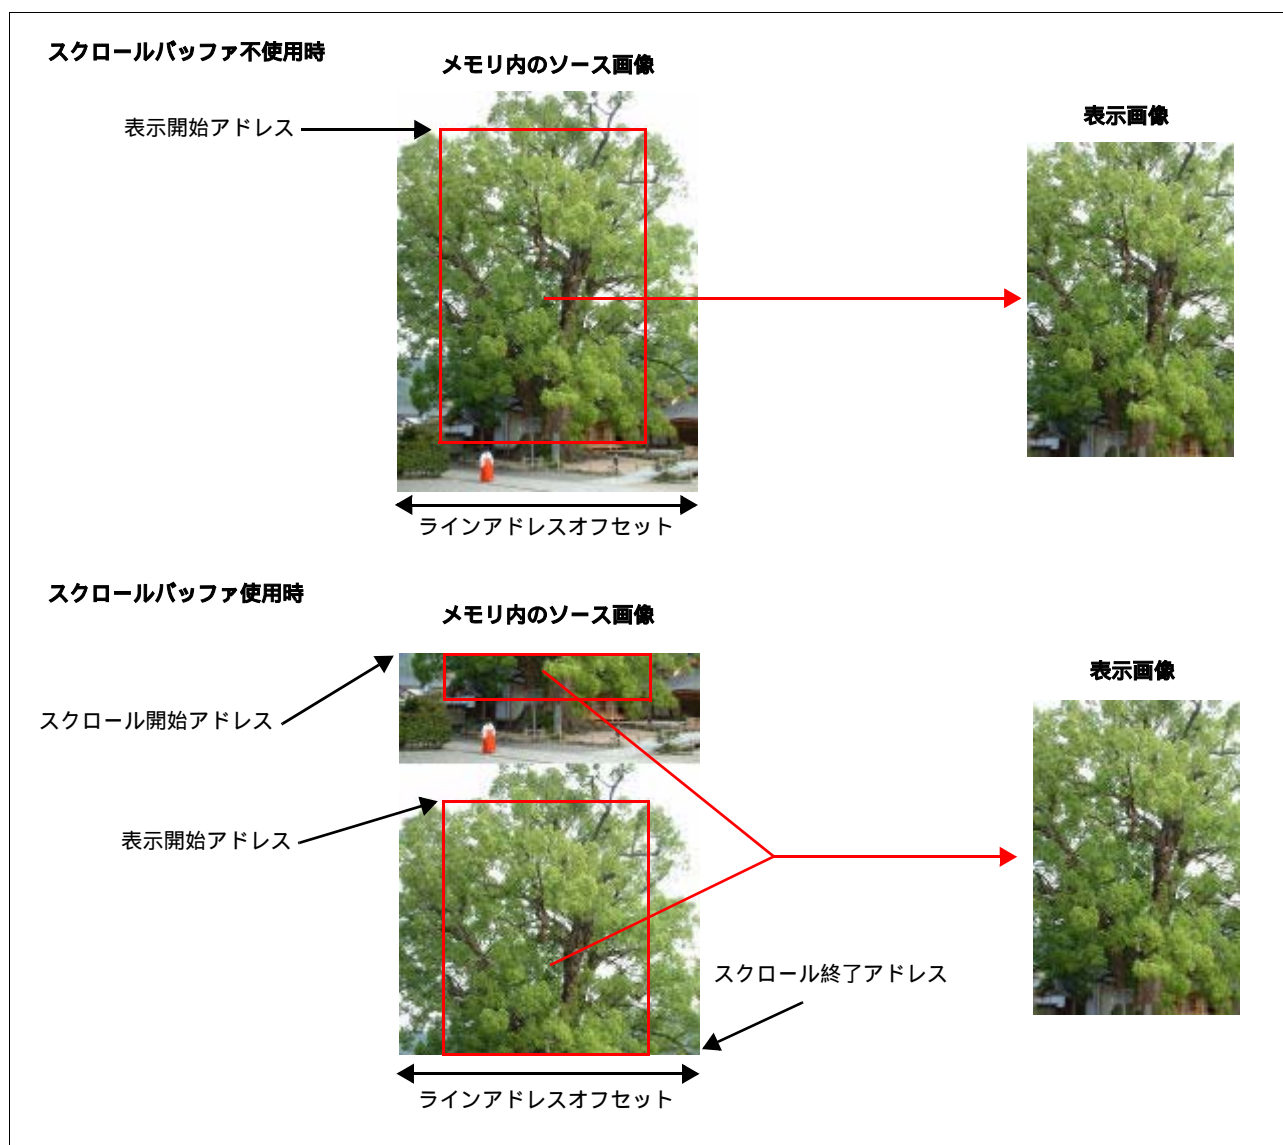 スクロールバッファ不使用時
メモリ内のソース画像
表示開始アドレス
表示画像
ラインアドレスオフセット
スクロールバッファ使用時
メモリ内のソース画像
表示画像
スクロール開始アドレス
表示開始アドレス
スクロール終了アドレス
ラインアドレスオフセット